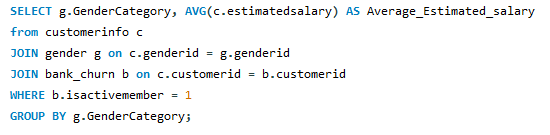 SELECT g.GenderCategory, AVG(c.estimatedsalary) AS Average_Estimated_salary
from customerinfo c
JOIN gender g on c.genderid = g.genderid
JOIN bank_churn b on c.customerid = b.customerid
WHERE b.isactivemember = 1
GROUP BY g.GenderCategory;